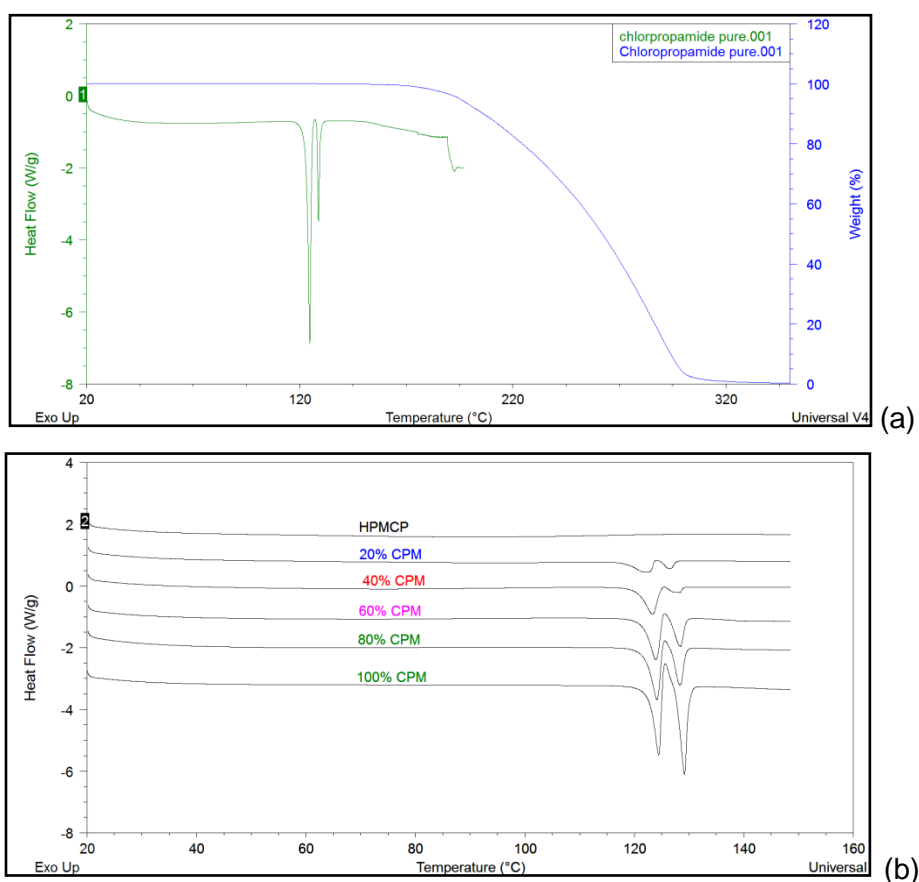 chlorpropamide pure.001
Chloropropamide pure.001
2
0
-2
-4
-6
-8
Heat Flow (W/g)
1
120
100
80
60
40
20
0
Weight (%)
20
120
220
320
Exo Up
Temperature (°C)
Universal V4
(a)
4
2
0
-2
-4
-6
-8
Heat Flow (W/g)
2
HPMCP
20% CPM
40% CPM
60% CPM
80% CPM
100% CPM
20
40
60
80
100
120
140
160
Exo Up
Temperature (°C)
Universal
(b)